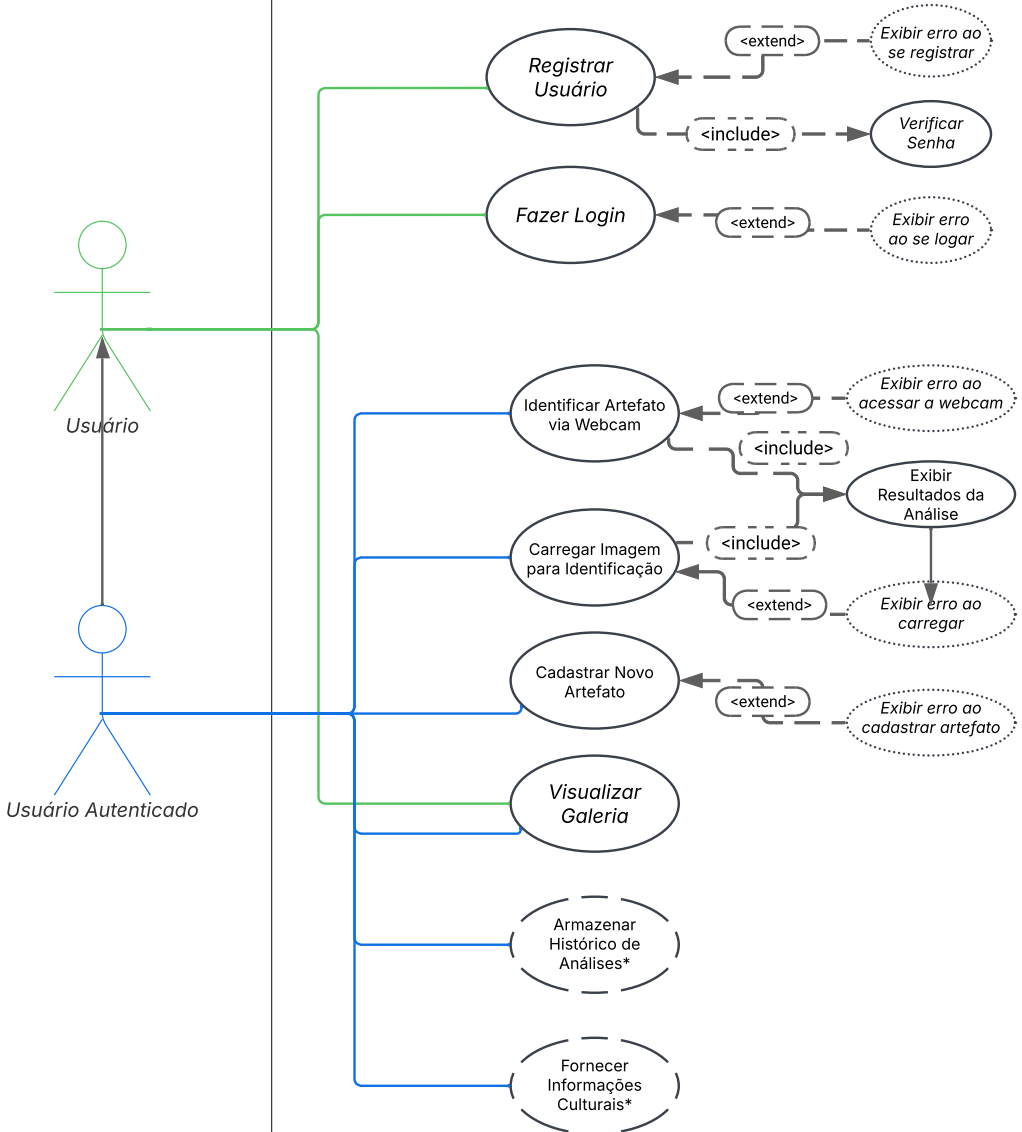 Registrar
Usuário
<extend>
Exibir erro ao
se registrar
<include>
Verificar
Senha
Fazer Login
<extend>
Exibir erro
ao se logar
Usuário
Identificar Artefato
via Webcam
<extend>
Exibir erro ao
acessar a webcam
<include>
Exibir
Resultados da
Análise
Carregar Imagem
para Identificação
<include>
<extend>
Exibir erro ao
carregar
Cadastrar Novo
Artefato
<extend>
Exibir erro ao
cadastrar artefato
Usuário Autenticado
Visualizar
Galeria
Armazenar
Histórico de
Análises*
Fornecer
Informações
Culturais*